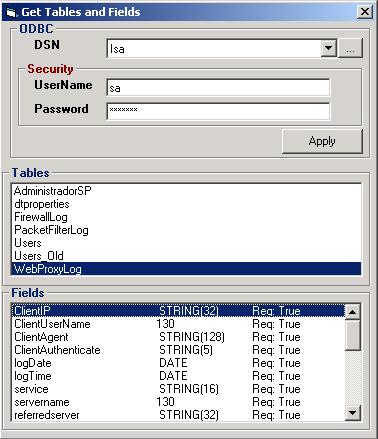 Get Tables and Fields
ODBC
DSN Isa ...
Security
UserName sa
Password *******
Apply
Tables
AdministradorSP
dtproperties
FirewallLog
PacketFilterLog
Users
Users_Old
WebProxyLog
Fields
ClientIP STRING(32) Req: True
ClientUserName 130 Req: True
ClientAgent STRING(128) Req: True
ClientAuthenticate STRING(5) Req: True
logDate DATE Req: True
logTime DATE Req: True
service STRING(16) Req: True
servername 130 Req: True
referredserver STRING(32) Req: True